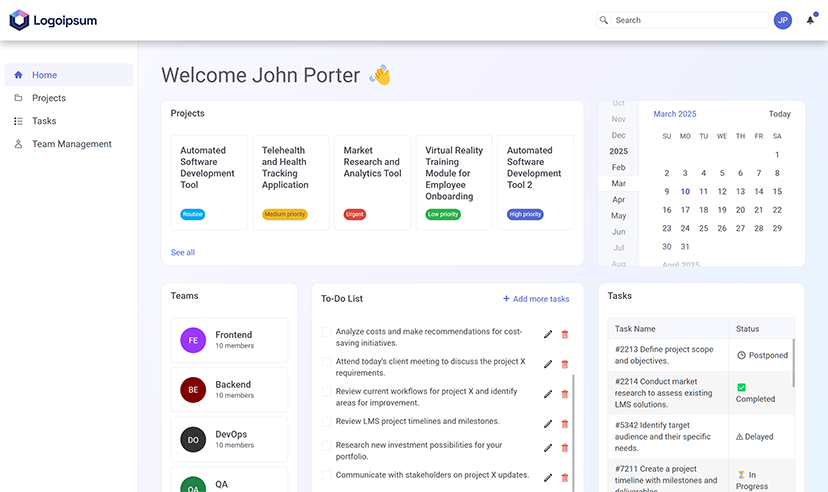 Logoipsum
Search
JP
Home
Projects
Tasks
Team Management
Welcome John Porter 👋
Projects
Automated
Software
Development
Tool
Routine
Telehealth
and Health
Tracking
Application
Medium priority
Market
Research and
Analytics Tool
Urgent
Virtual Reality
Training
Module for
Employee
Onboarding
Low priority
Automated
Software
Development
Tool 2
High priority
See all
Oct
Nov
Dec
2025
Feb
Mar
Apr
May
Jun
Jul
Aug
March 2025
Today
SU MO TU WE TH FR SA
1
2 3 4 5 6 7 8
9 10 11 12 13 14 15
16 17 18 19 20 21 22
23 24 25 26 27 28 29
30 31
April 2025
Teams
FE
Frontend
10 members
BE
Backend
10 members
DO
DevOps
10 members
QA
QA
To-Do List
+ Add more tasks
Analyze costs and make recommendations for cost-
saving initiatives.
Attend today's client meeting to discuss the project X
requirements.
Review current workflows for project X and identify
areas for improvement.
Review LMS project timelines and milestones.
Research new investment possibilities for your
portfolio.
Communicate with stakeholders on project X updates.
Tasks
Task Name
Status
#2213 Define project scope
and objectives.
Postponed
#2214 Conduct market
research to assess existing
LMS solutions.
Completed
#5342 Identify target
audience and their specific
needs.
Delayed
#7211 Create a project
timeline with milestones and
deliverables.
In
Progress